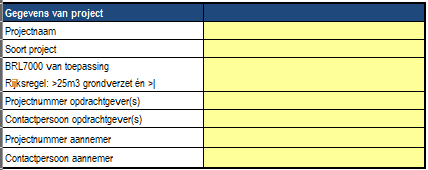 Gegevens van project
Projectnaam
Soort project
BRL7000 van toepassing
Rijksregel: >25m3 grondverzet én >|
Projectnummer opdrachtgever(s)
Contactpersoon opdrachtgever(s)
Projectnummer aannemer
Contactpersoon aannemer